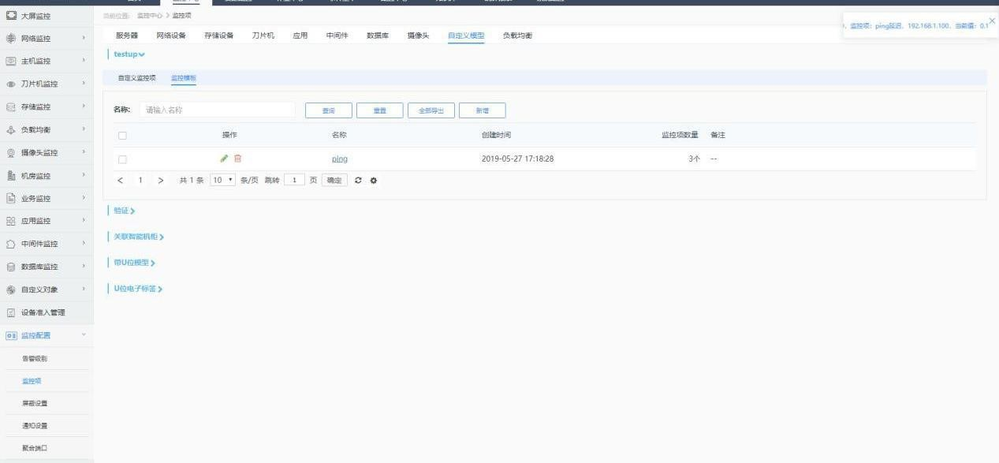 大屏监控
网络监控
主机监控
刀片机监控
存储监控
负载均衡
摄像头监控
机房监控
业务监控
应用监控
中间件监控
数据库监控
自定义对象
设备准入管理
监控配置
告警级别
监控项
屏蔽设置
通知设置
聚合端口
当前位置: 监控中心 > 监控项
服务器 网络设备 存储设备 刀片机 应用 中间件 数据库 摄像头 自定义模型 负载均衡
监控项: ping延迟, 192.168.1.100, 当前值: 0.1
testup
自定义监控项 监控模板
名称: 请输入名称 查询 重置 全部导出 新增
操作 名称 创建时间 监控项数量 备注
ping 2019-05-27 17:18:28 3个 --
< 1 > 共 1 条 10 条/页 跳转 1 页 确定
验证
关联智能机柜
带U位模型
U位电子标签